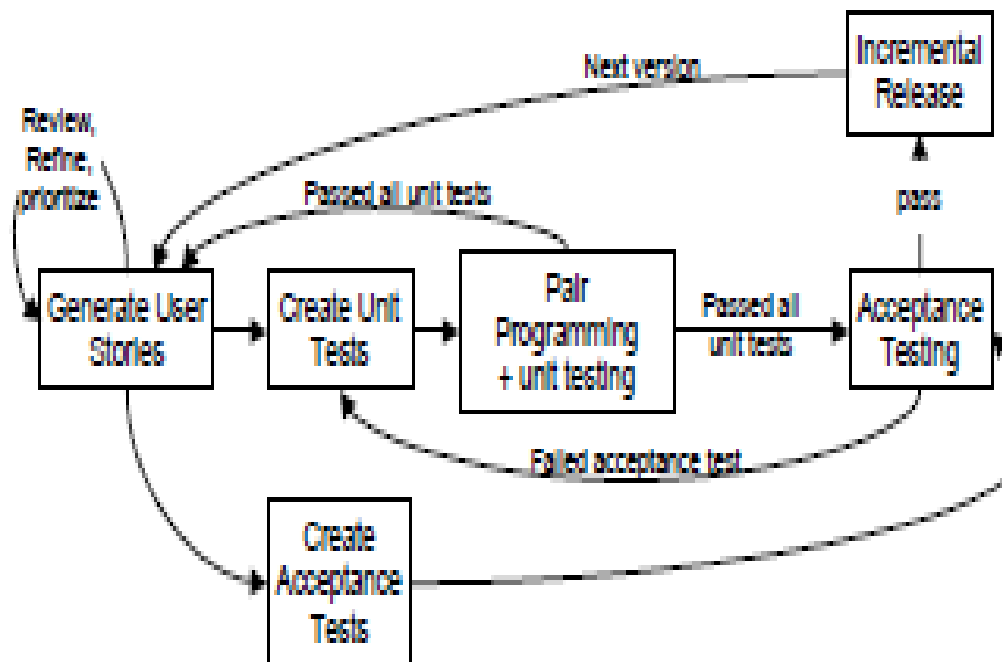 Incremental
Release
Next version
Review,
Refine,
prioritize
Passed all unit tests
pass
Generate User
Stories
Create Unit
Tests
Pair
Programming
+ unit testing
Passed all
unit tests
Acceptance
Testing
Failed acceptance test
Create
Acceptance
Tests